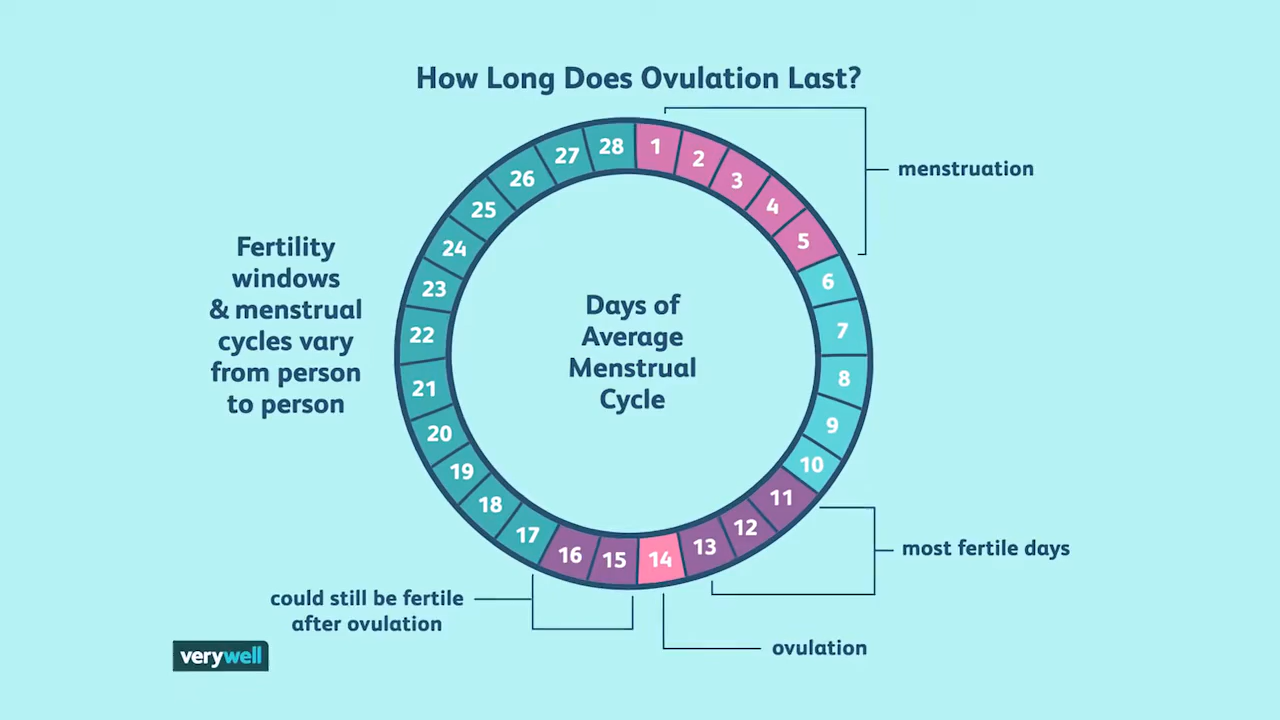 How Long Does Ovulation Last?
28
1
2
3
4
5
6
7
8
9
10
11
12
13
14
15
16
17
18
19
20
21
22
23
24
25
26
27
menstruation
Fertility
windows
& menstrual
cycles vary
from person
to person
Days of
Average
Menstrual
Cycle
most fertile days
could still be fertile
after ovulation
ovulation
verywell